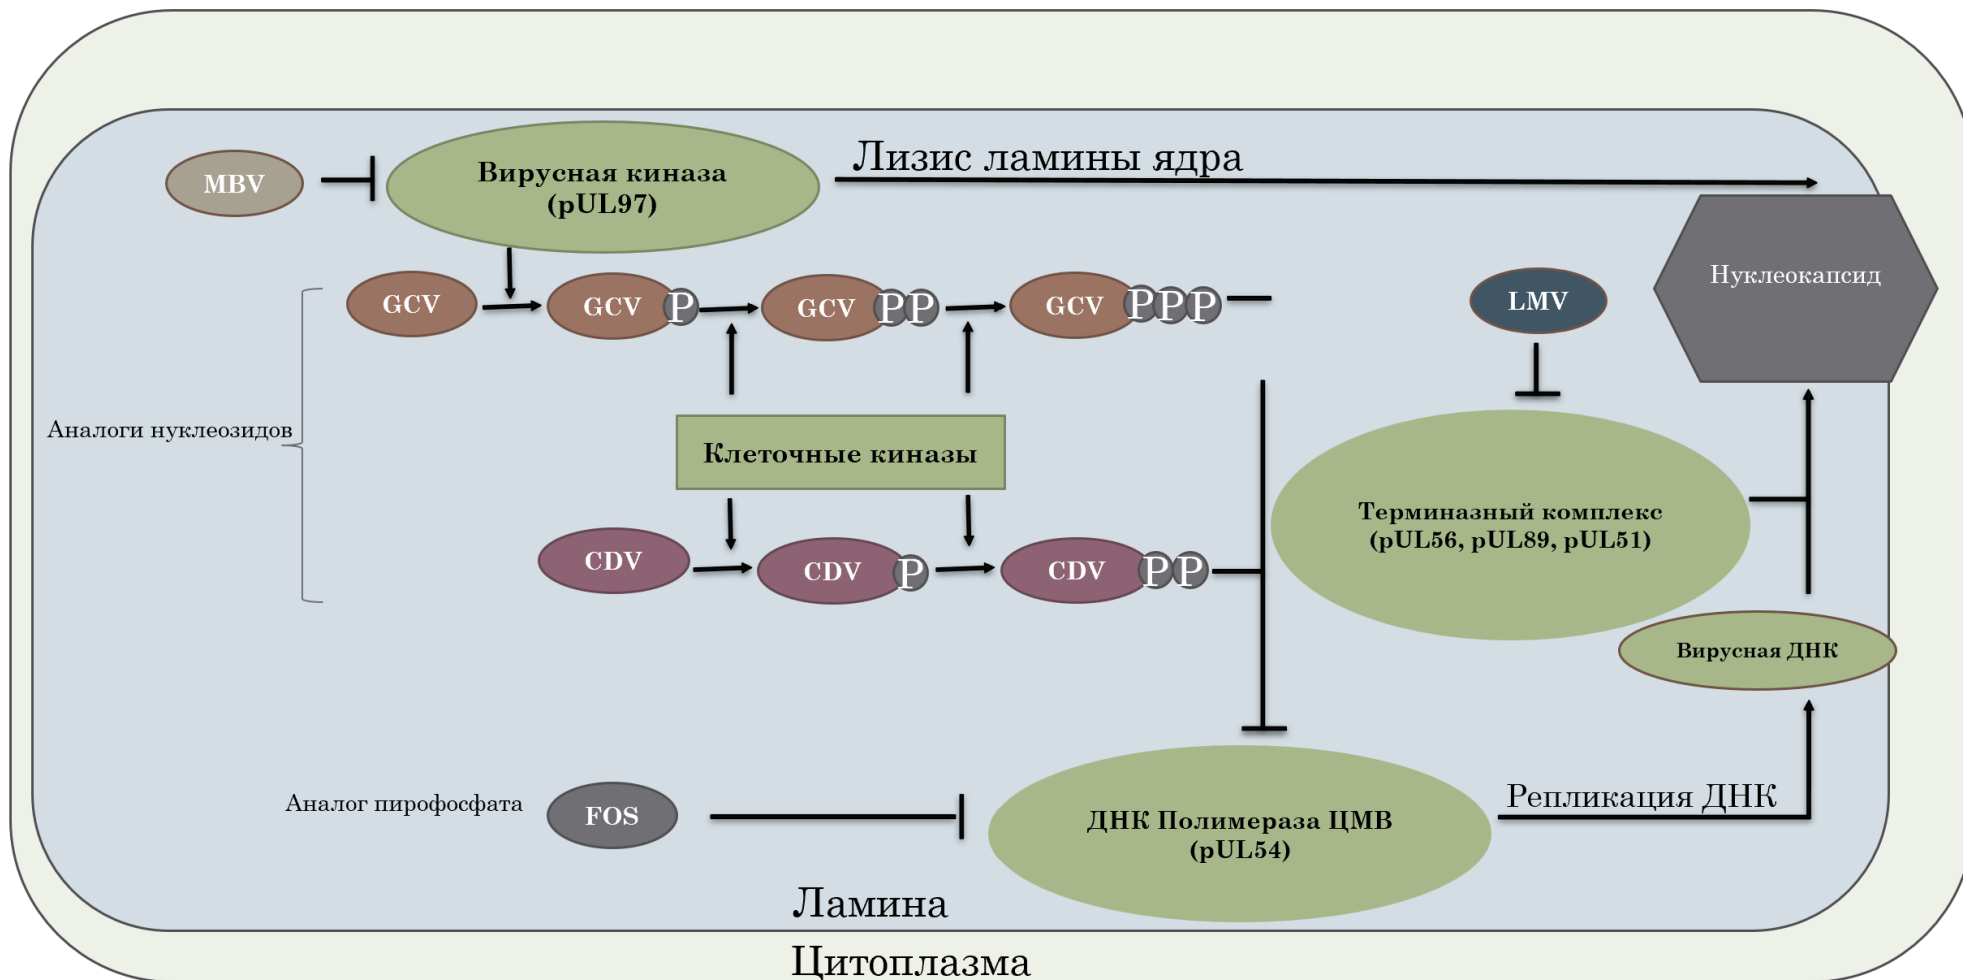 MBV
Вирусная киназа
(pUL97)
Лизис ламины ядра
Нуклеокапсид
GCV
GCV P
GCV PP
GCV PPP
LMV
Аналоги нуклеозидов
Клеточные киназы
Терминазный комплекс
(pUL56, pUL89, pUL51)
CDV
CDV P
CDV PP
Вирусная ДНК
Аналог пирофосфата
FOS
ДНК Полимераза ЦМВ
(pUL54)
Репликация ДНК
Ламина
Цитоплазма